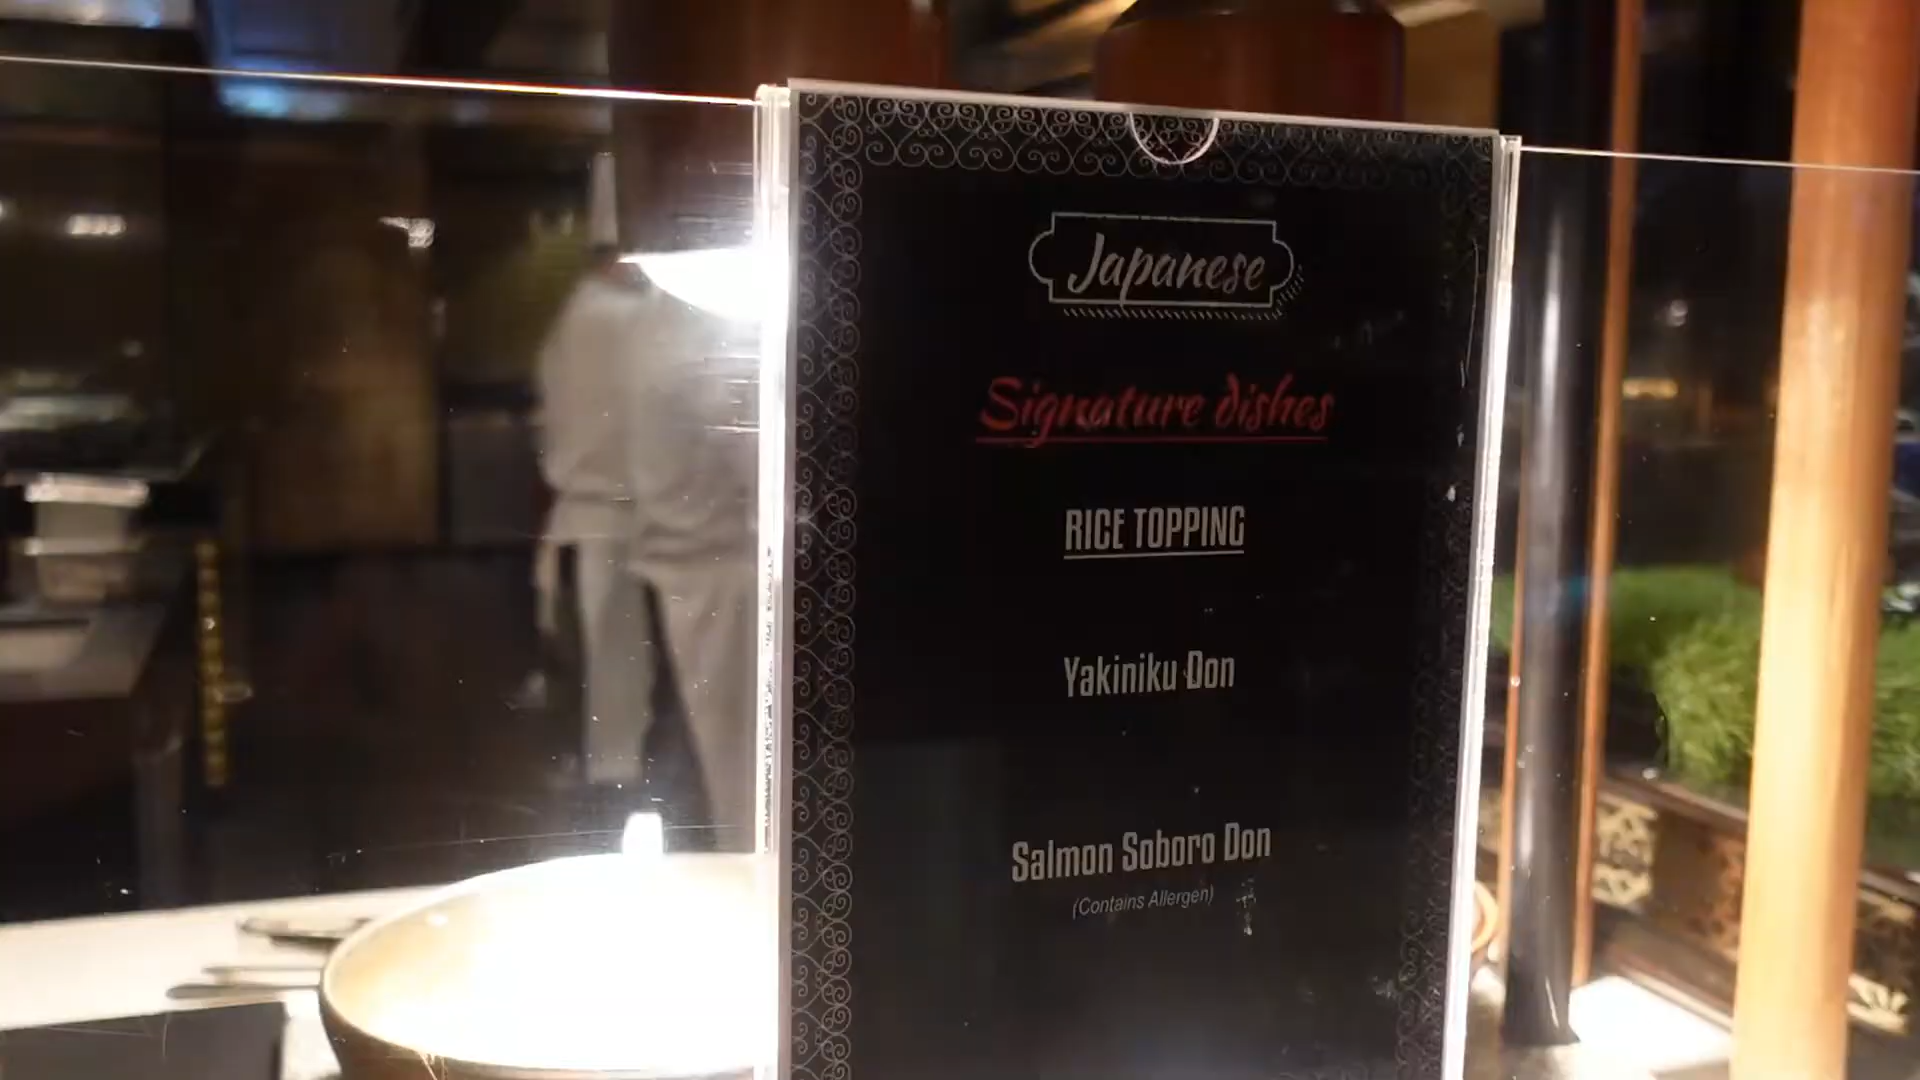 Japanese
Signature dishes
RICE TOPPING
Yakiniku Don
Salmon Soboro Don
(Contains Allergen)